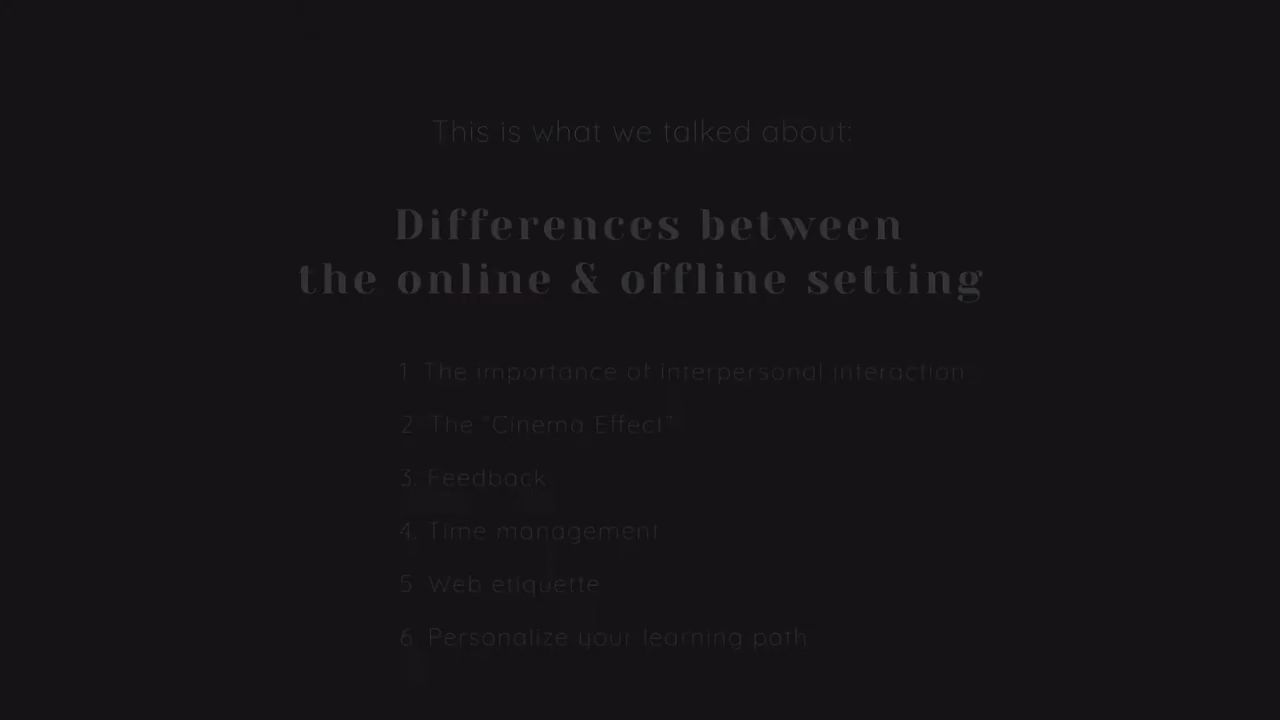 This is what we talked about:
Differences between
the online & offline setting
1. The importance of interpersonal interaction
2. The "Cinema Effect"
3. Feedback
4. Time management
5. Web etiquette
6. Personalize your learning path